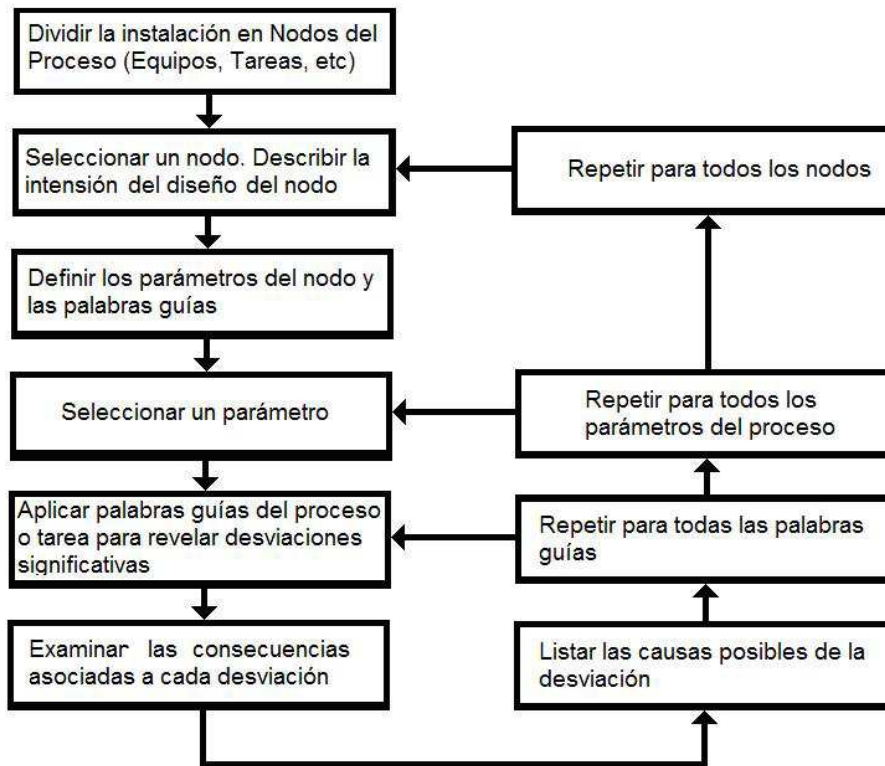 Dividir la instalación en Nodos del
Proceso (Equipos, Tareas, etc)
Seleccionar un nodo. Describir la
intensión del diseño del nodo
Repetir para todos los nodos
Definir los parámetros del nodo y
las palabras guías
Seleccionar un parámetro
Repetir para todos los
parámetros del proceso
Aplicar palabras guías del proceso
o tarea para revelar desviaciones
significativas
Repetir para todas las palabras
guías
Examinar las consecuencias
asociadas a cada desviación
Listar las causas posibles de la
desviación